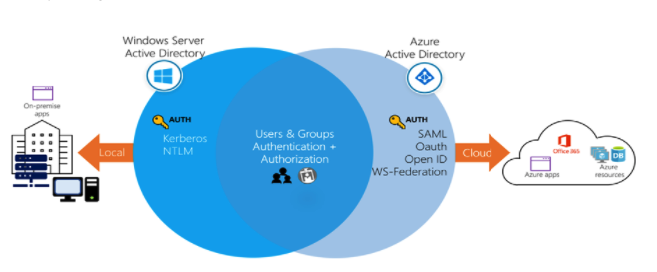 Windows Server
Active Directory
Azure
Active Directory
On-premise
apps
AUTH
Kerberos
NTLM
Local
Users & Groups
Authentication +
Authorization
AUTH
SAML
Oauth
Open ID
WS-Federation
Cloud
Office 365
DB
Azure apps
Azure
resources